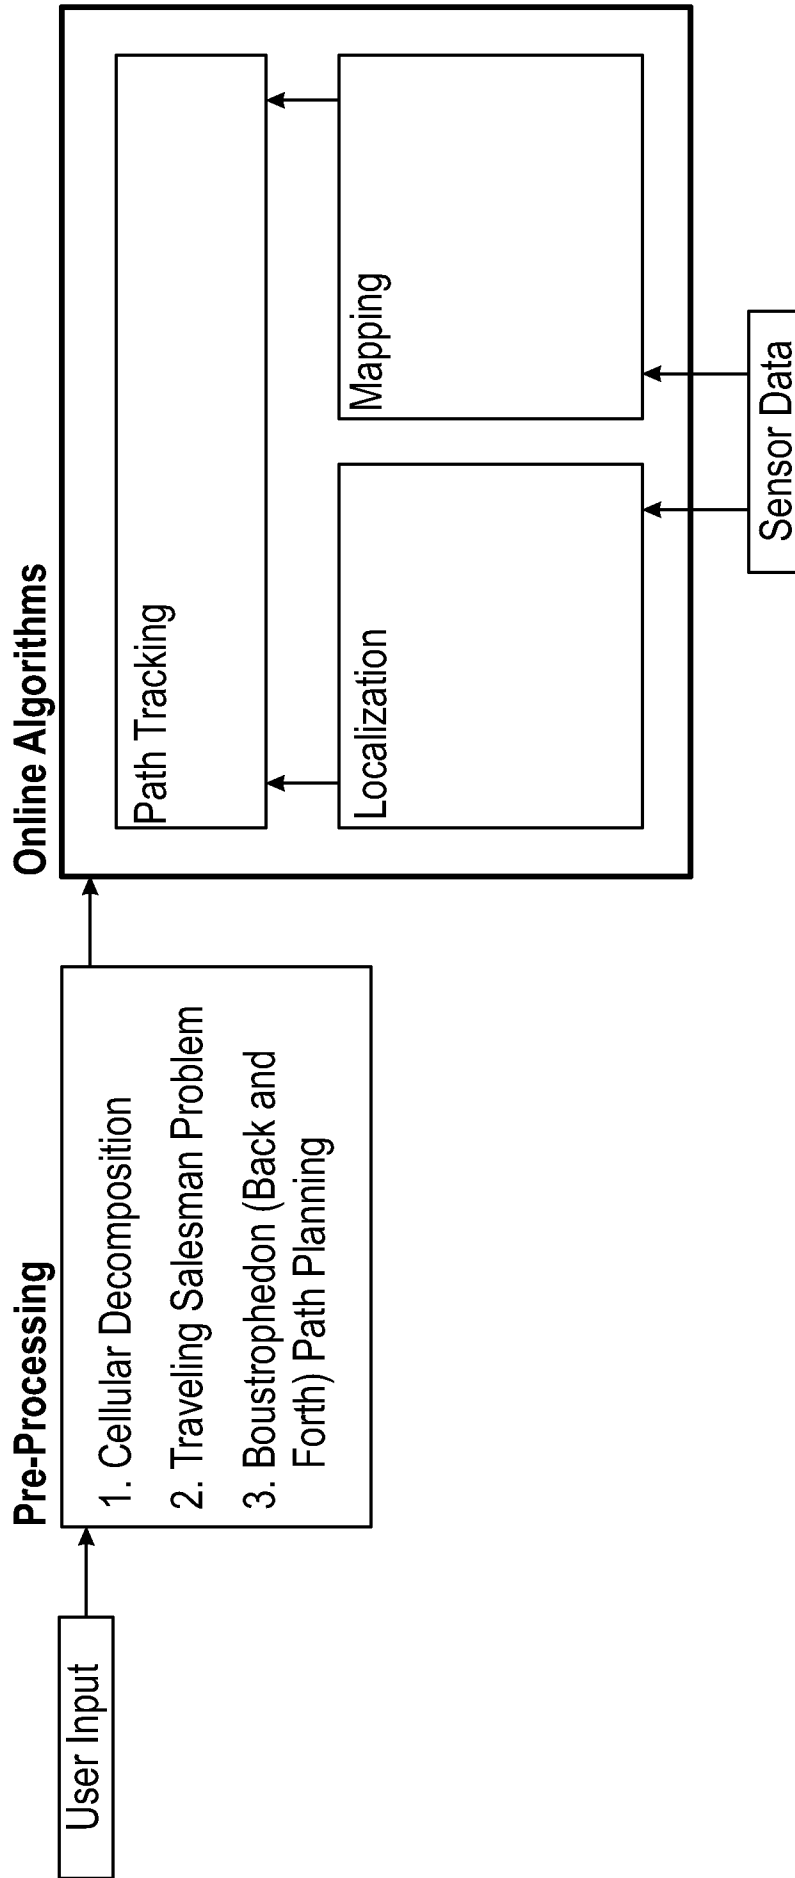 User Input
Pre-Processing
1. Cellular Decomposition
2. Traveling Salesman Problem
3. Boustrophedon (Back and
Forth) Path Planning
Online Algorithms
Path Tracking
Localization
Mapping
Sensor Data